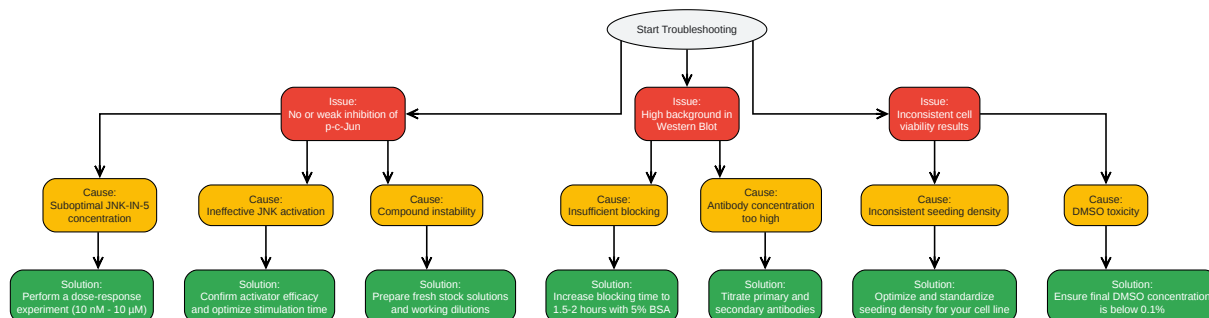 Start Troubleshooting
Issue:
No or weak inhibition of
p-c-Jun
Issue:
High background in
Western Blot
Issue:
Inconsistent cell
viability results
Cause:
Suboptimal JNK-IN-5
concentration
Cause:
Ineffective JNK activation
Cause:
Compound instability
Cause:
Insufficient blocking
Cause:
Antibody concentration
too high
Cause:
Inconsistent seeding density
Cause:
DMSO toxicity
Solution:
Perform a dose-response
experiment (10 nM - 10 µM)
Solution:
Confirm activator efficacy
and optimize stimulation time
Solution:
Prepare fresh stock solutions
and working dilutions
Solution:
Increase blocking time to
1.5-2 hours with 5% BSA
Solution:
Titrate primary and
secondary antibodies
Solution:
Optimize and standardize
seeding density for your cell line
Solution:
Ensure final DMSO concentration
is below 0.1%